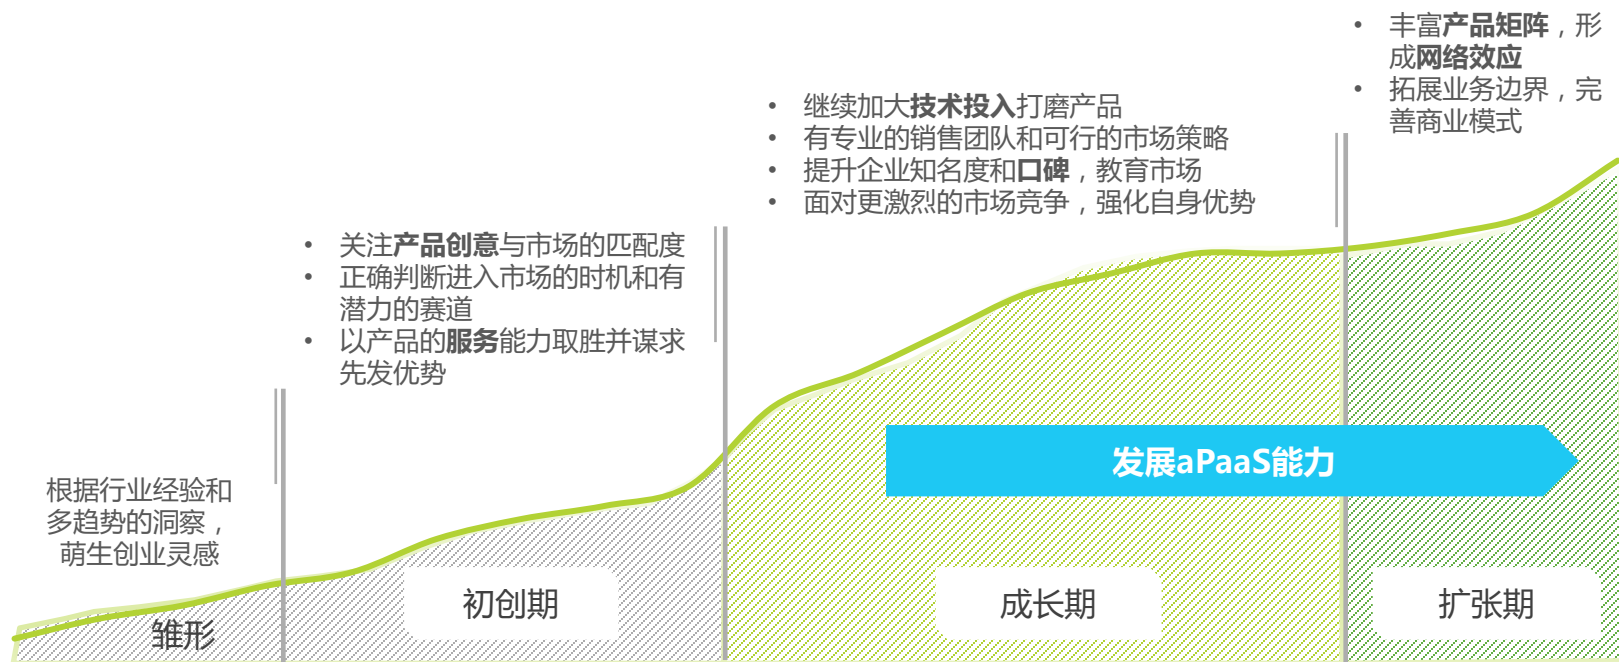 根据行业经验和
多趋势的洞察，
萌生创业灵感
雏形
• 关注产品创意与市场的匹配度
• 正确判断进入市场的时机和有
潜力的赛道
• 以产品的服务能力取胜并谋求
先发优势
初创期
• 继续加大技术投入打磨产品
• 有专业的销售团队和可行的市场策略
• 提升企业知名度和口碑，教育市场
• 面对更激烈的市场竞争，强化自身优势
成长期
• 丰富产品矩阵，形
成网络效应
• 拓展业务边界，完
善商业模式
发展aPaaS能力
扩张期